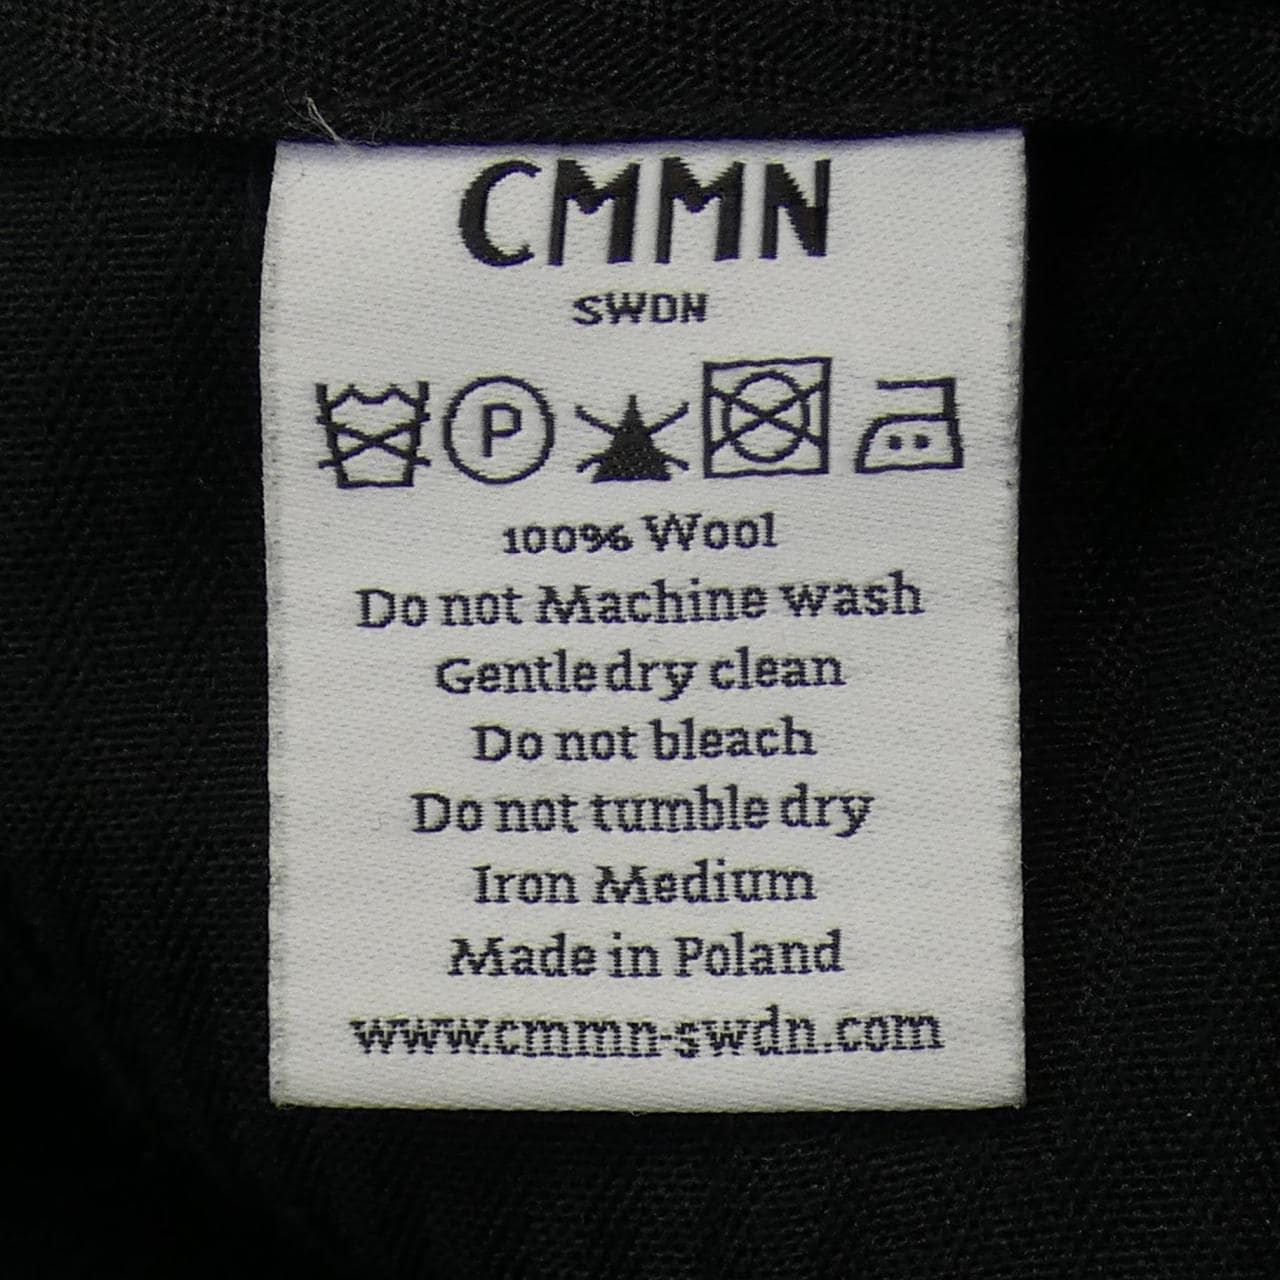 CMMN
SWDN
P
100% Wool
Do not Machine wash
Gentle dry clean
Do not bleach
Do not tumble dry
Iron Medium
Made in Poland
www.cmmn-swdn.com